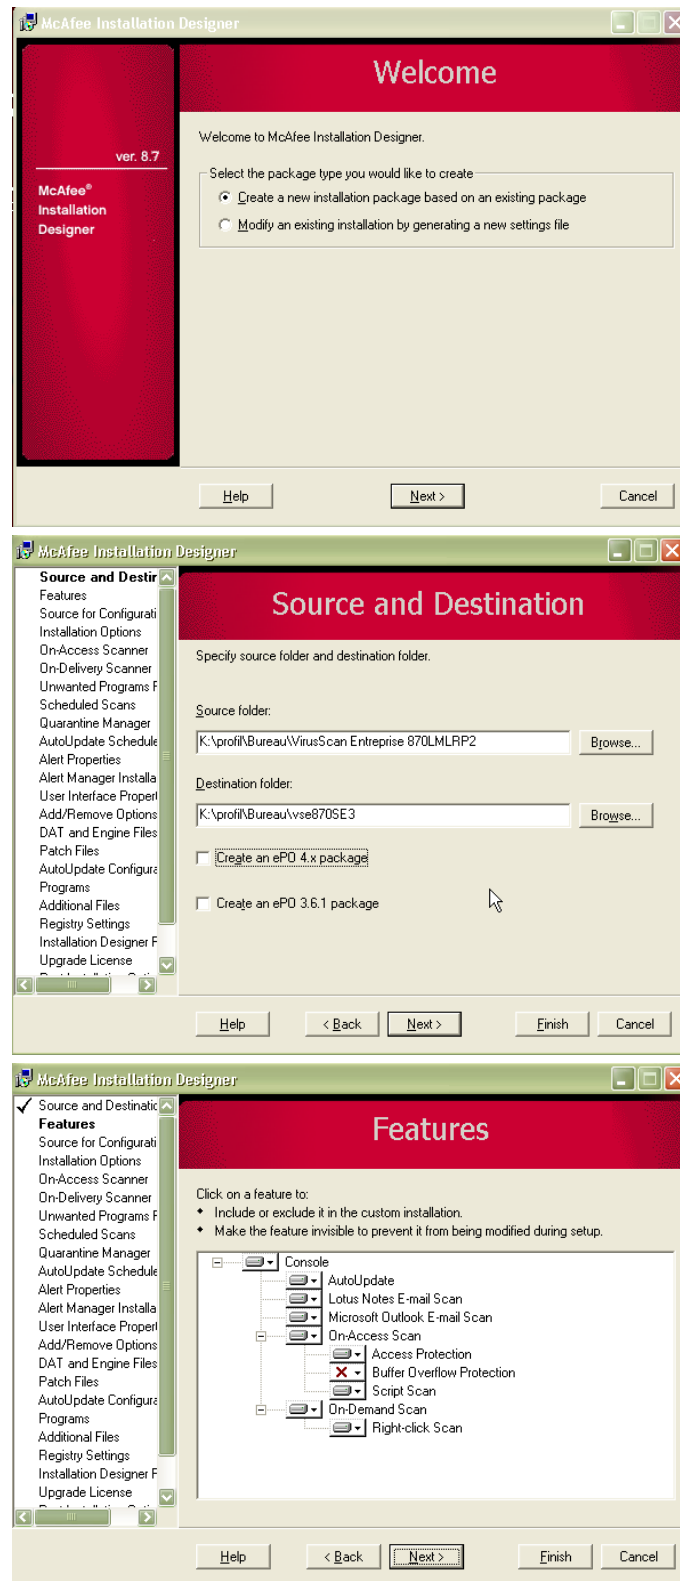 McAfee Installation Designer
Welcome
ver. 8.7
McAfee®
Installation
Designer
Welcome to McAfee Installation Designer.
Select the package type you would like to create
Create a new installation package based on an existing package
Modify an existing installation by generating a new settings file
Help
Next >
Cancel
McAfee Installation Designer
Source and Destir
Features
Source for Configurati
Installation Options
On-Access Scanner
On-Delivery Scanner
Unwanted Programs F
Scheduled Scans
Quarantine Manager
AutoUpdate Schedule
Alert Properties
Alert Manager Installa
User Interface Propert
Add/Remove Options
DAT and Engine Files
Patch Files
AutoUpdate Configura
Programs
Additional Files
Registry Settings
Installation Designer F
Upgrade License
Source and Destination
Specify source folder and destination folder.
Source folder:
K:\profil\Bureau\VirusScan Entreprise 870LMLRP2
Browse...
Destination folder:
K:\profil\Bureau\vse870SE3
Browse...
Create an ePO 4.x package
Create an ePO 3.6.1 package
Help
< Back
Next >
Finish
Cancel
McAfee Installation Designer
Source and Destinatic
Features
Source for Configurati
Installation Options
On-Access Scanner
On-Delivery Scanner
Unwanted Programs F
Scheduled Scans
Quarantine Manager
AutoUpdate Schedule
Alert Properties
Alert Manager Installa
User Interface Propert
Add/Remove Options
DAT and Engine Files
Patch Files
AutoUpdate Configura
Programs
Additional Files
Registry Settings
Installation Designer F
Upgrade License
Features
Click on a feature to:
• Include or exclude it in the custom installation.
• Make the feature invisible to prevent it from being modified during setup.
Console
AutoUpdate
Lotus Notes E-mail Scan
Microsoft Outlook E-mail Scan
On-Access Scan
Access Protection
Buffer Overflow Protection
Script Scan
On-Demand Scan
Right-click Scan
Help
< Back
Next >
Finish
Cancel